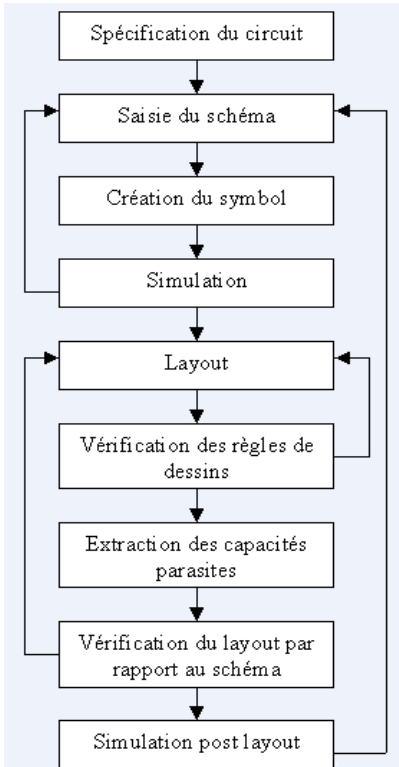 Spécification du circuit
Saisie du schéma
Création du symbol
Simulation
Layout
Vérification des règles de
dessins
Extraction des capacités
parasites
Vérification du layout par
rapport au schéma
Simulation post layout